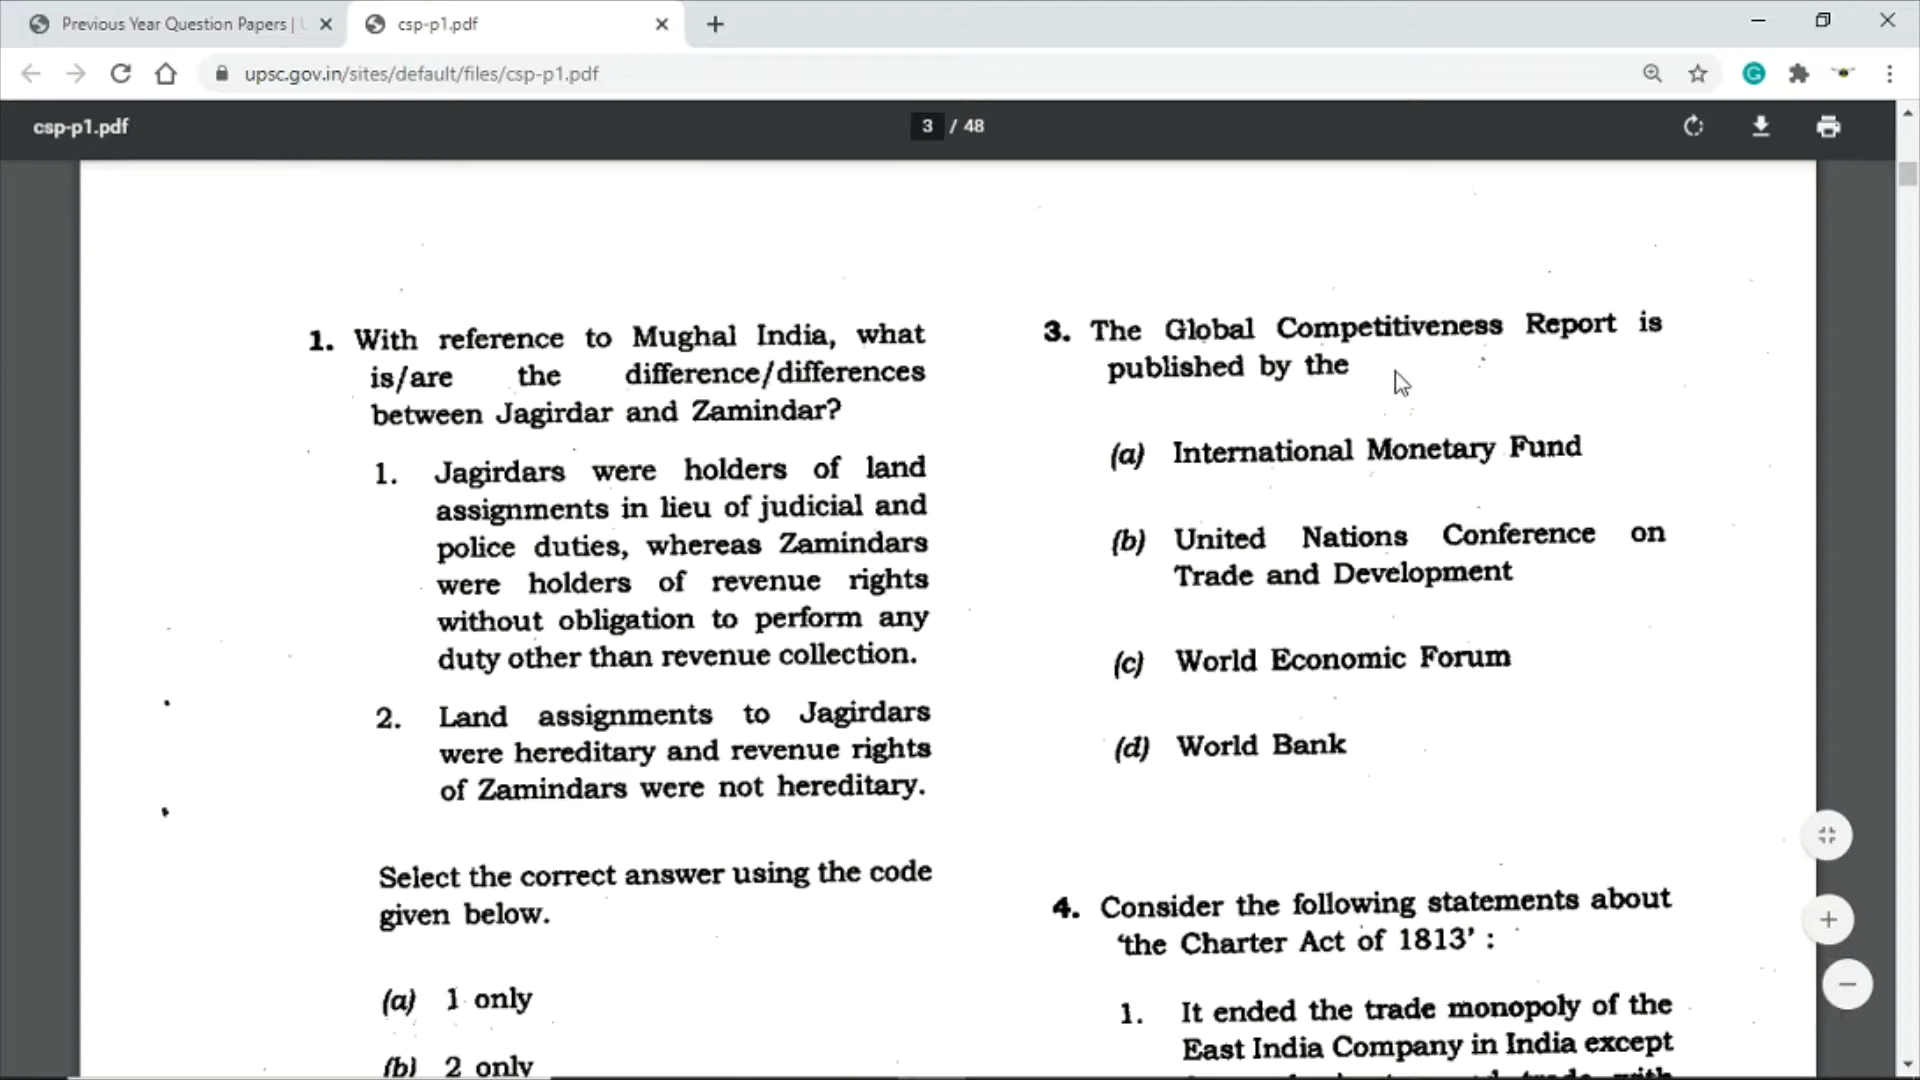 Previous Year Question Papers |
csp-p1.pdf
upsc.gov.in/sites/default/files/csp-p1.pdf
csp-p1.pdf
3 / 48
1. With reference to Mughal India, what
is/are the difference/differences
between Jagirdar and Zamindar?
1. Jagirdars were holders of land
assignments in lieu of judicial and
police duties, whereas Zamindars
were holders of revenue rights
without obligation to perform any
duty other than revenue collection.
2. Land assignments to Jagirdars
were hereditary and revenue rights
of Zamindars were not hereditary.
Select the correct answer using the code
given below.
(a) 1 only
(b) 2 only
3. The Global Competitiveness Report is
published by the
(a) International Monetary Fund
(b) United Nations Conference on
Trade and Development
(c) World Economic Forum
(d) World Bank
4. Consider the following statements about
‘the Charter Act of 1813’ :
1. It ended the trade monopoly of the
East India Company in India except